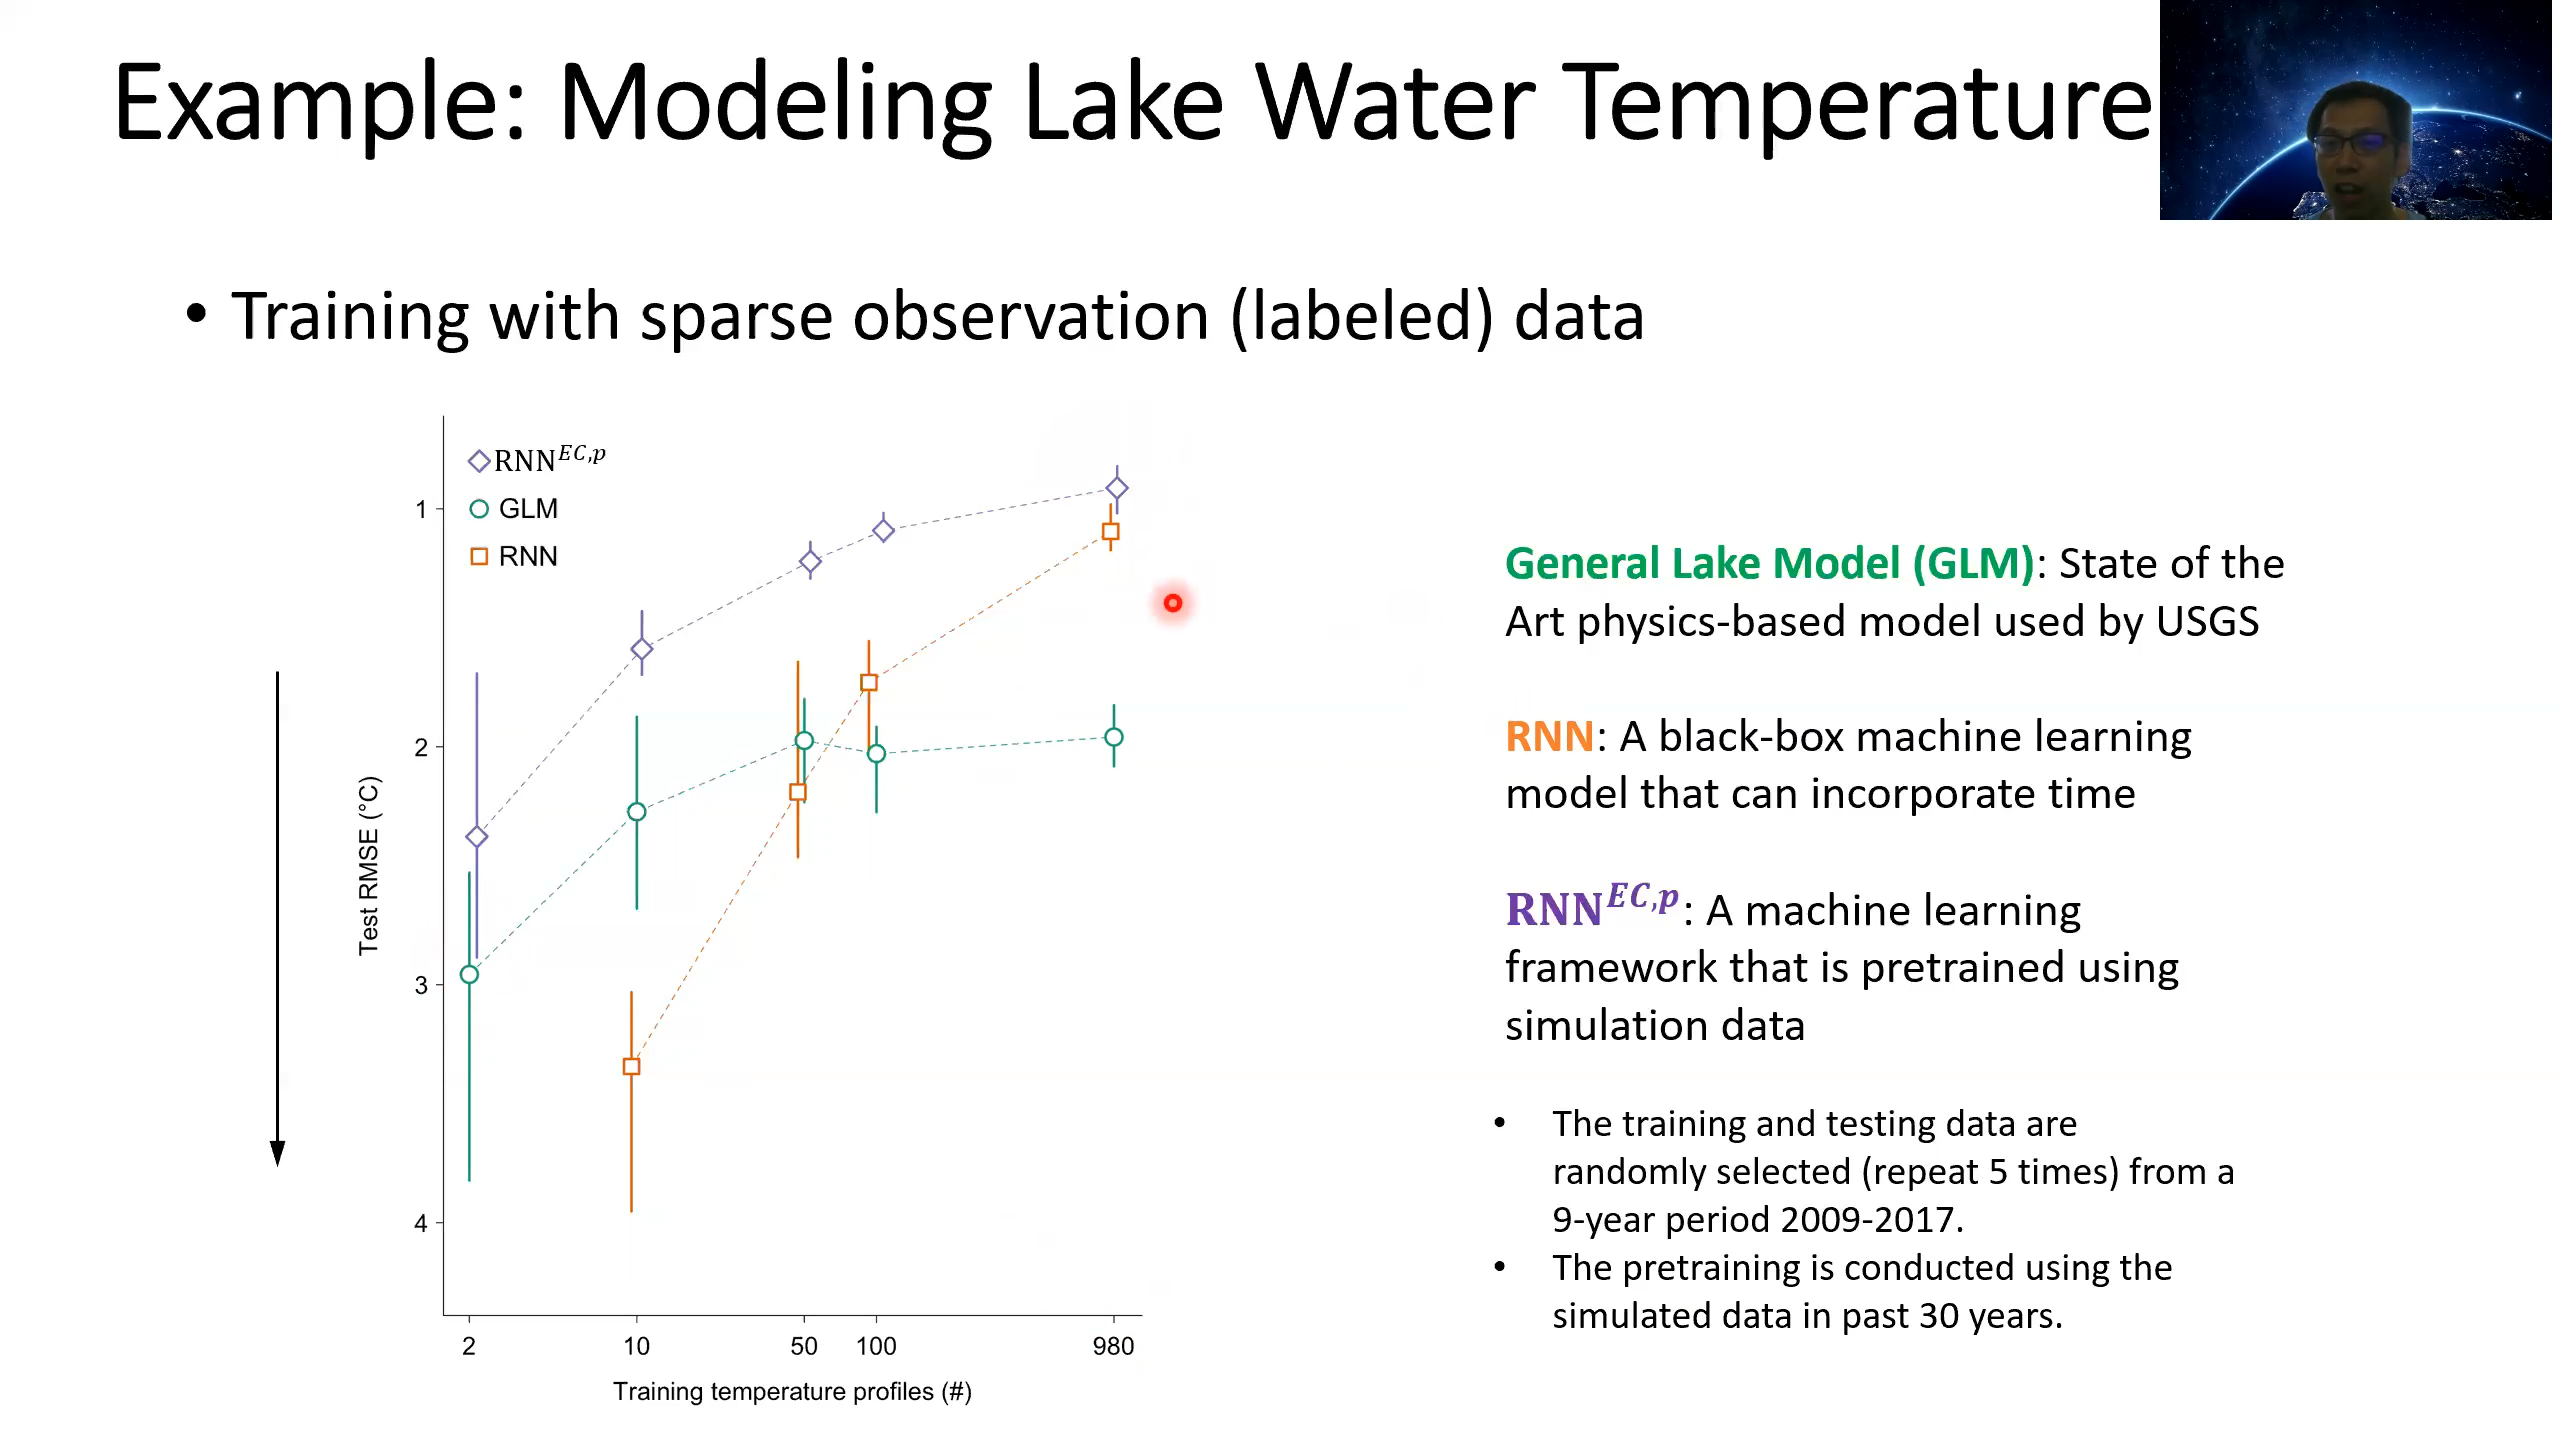 Example: Modeling Lake Water Temperature
• Training with sparse observation (labeled) data
RNN^{EC,p}
GLM
RNN
1
2
3
4
Test RMSE (°C)
2 10 50 100 980
Training temperature profiles (#)
General Lake Model (GLM): State of the
Art physics-based model used by USGS
RNN: A black-box machine learning
model that can incorporate time
RNN^{EC,p}: A machine learning
framework that is pretrained using
simulation data
• The training and testing data are
randomly selected (repeat 5 times) from a
9-year period 2009-2017.
• The pretraining is conducted using the
simulated data in past 30 years.